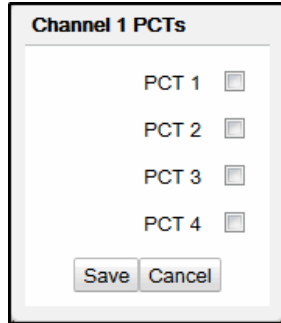 Channel 1 PCTs
PCT 1
PCT 2
PCT 3
PCT 4
Save Cancel